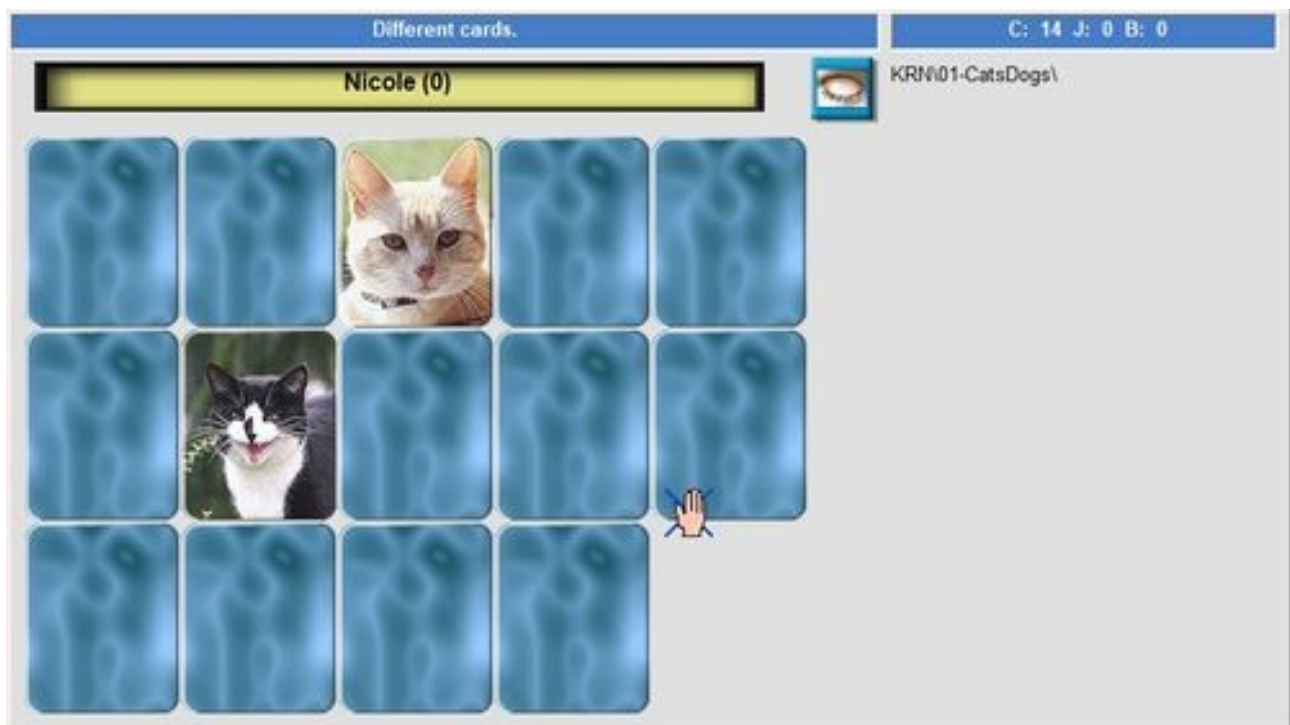 Different cards.
C: 14 J: 0 B: 0
Nicole (0)
KRN\01-CatsDogs\